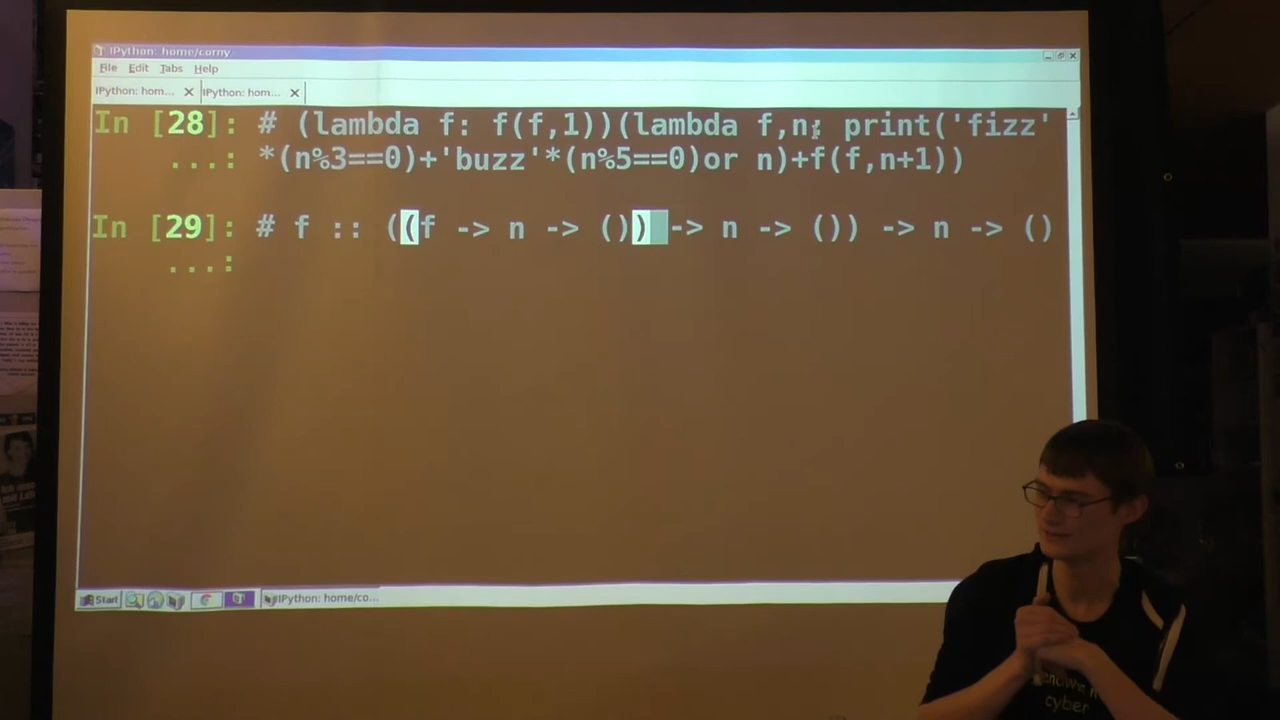 IPython: home/corny
File Edit Tabs Help
IPython: hom... IPython: hom...
In [28]: # (lambda f: f(f,1))(lambda f,n: print('fizz'
...: *(n%3==0)+'buzz'*(n%5==0)or n)+f(f,n+1))
In [29]: # f :: ((f -> n -> ()) -> n -> ()) -> n -> ()
...:
Start IPython: home/co...
cyber